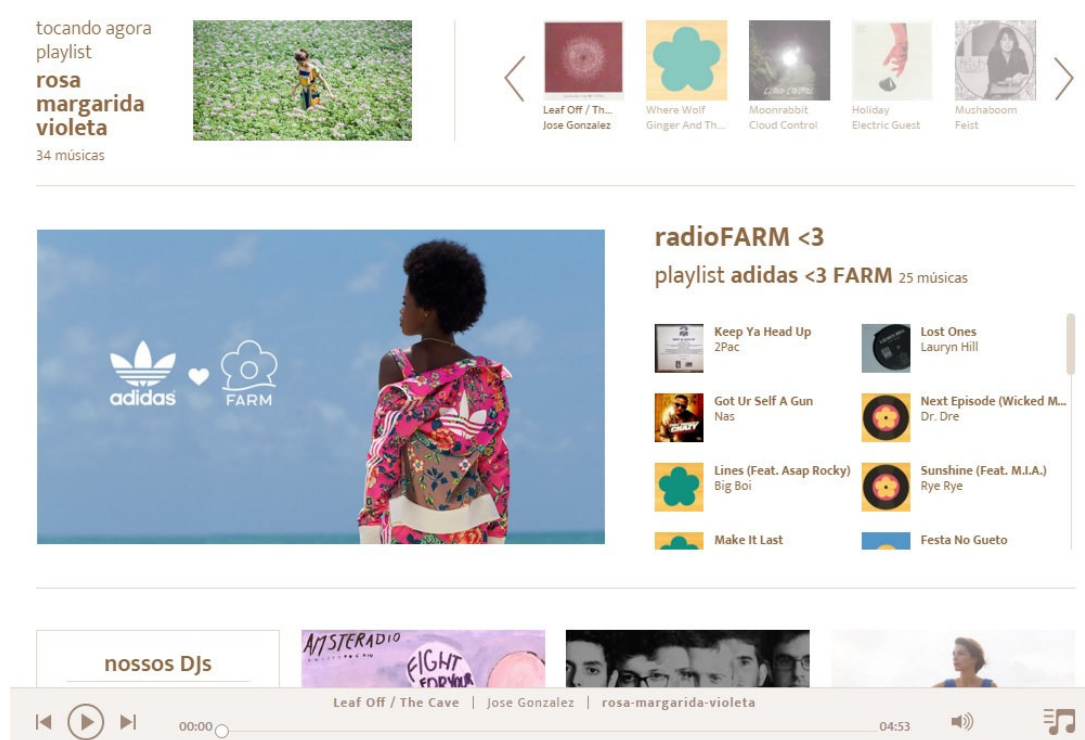 tocando agora
playlist
rosa
margarida
violeta
34 músicas
Leaf Off / Th...
Jose Gonzalez
Where Wolf
Ginger And Th...
Moonrabbit
Cloud Control
Holiday
Electric Guest
Mushaboom
Feist
adidas
FARM
radioFARM <3
playlist adidas <3 FARM 25 músicas
Keep Ya Head Up
2Pac
Lost Ones
Lauryn Hill
Got Ur Self A Gun
Nas
Next Episode (Wicked M...
Dr. Dre
Lines (Feat. Asap Rocky)
Big Boi
Sunshine (Feat. M.I.A.)
Rye Rye
Make It Last
Festa No Gueto
nossos DJs
AMSTERADIO
FIGHT
FOR YOUR
Leaf Off / The Cave | Jose Gonzalez | rosa-margarida-violeta
00:00
04:53